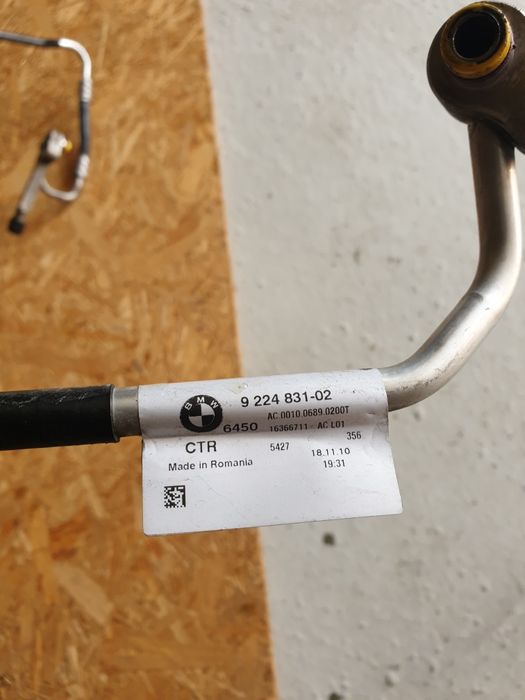 BMW
9 224 831-02
AC.0010.0689.0200T
6450 16366711- AC L01
CTR 5427 356
Made in Romania 18.11.10
19:31